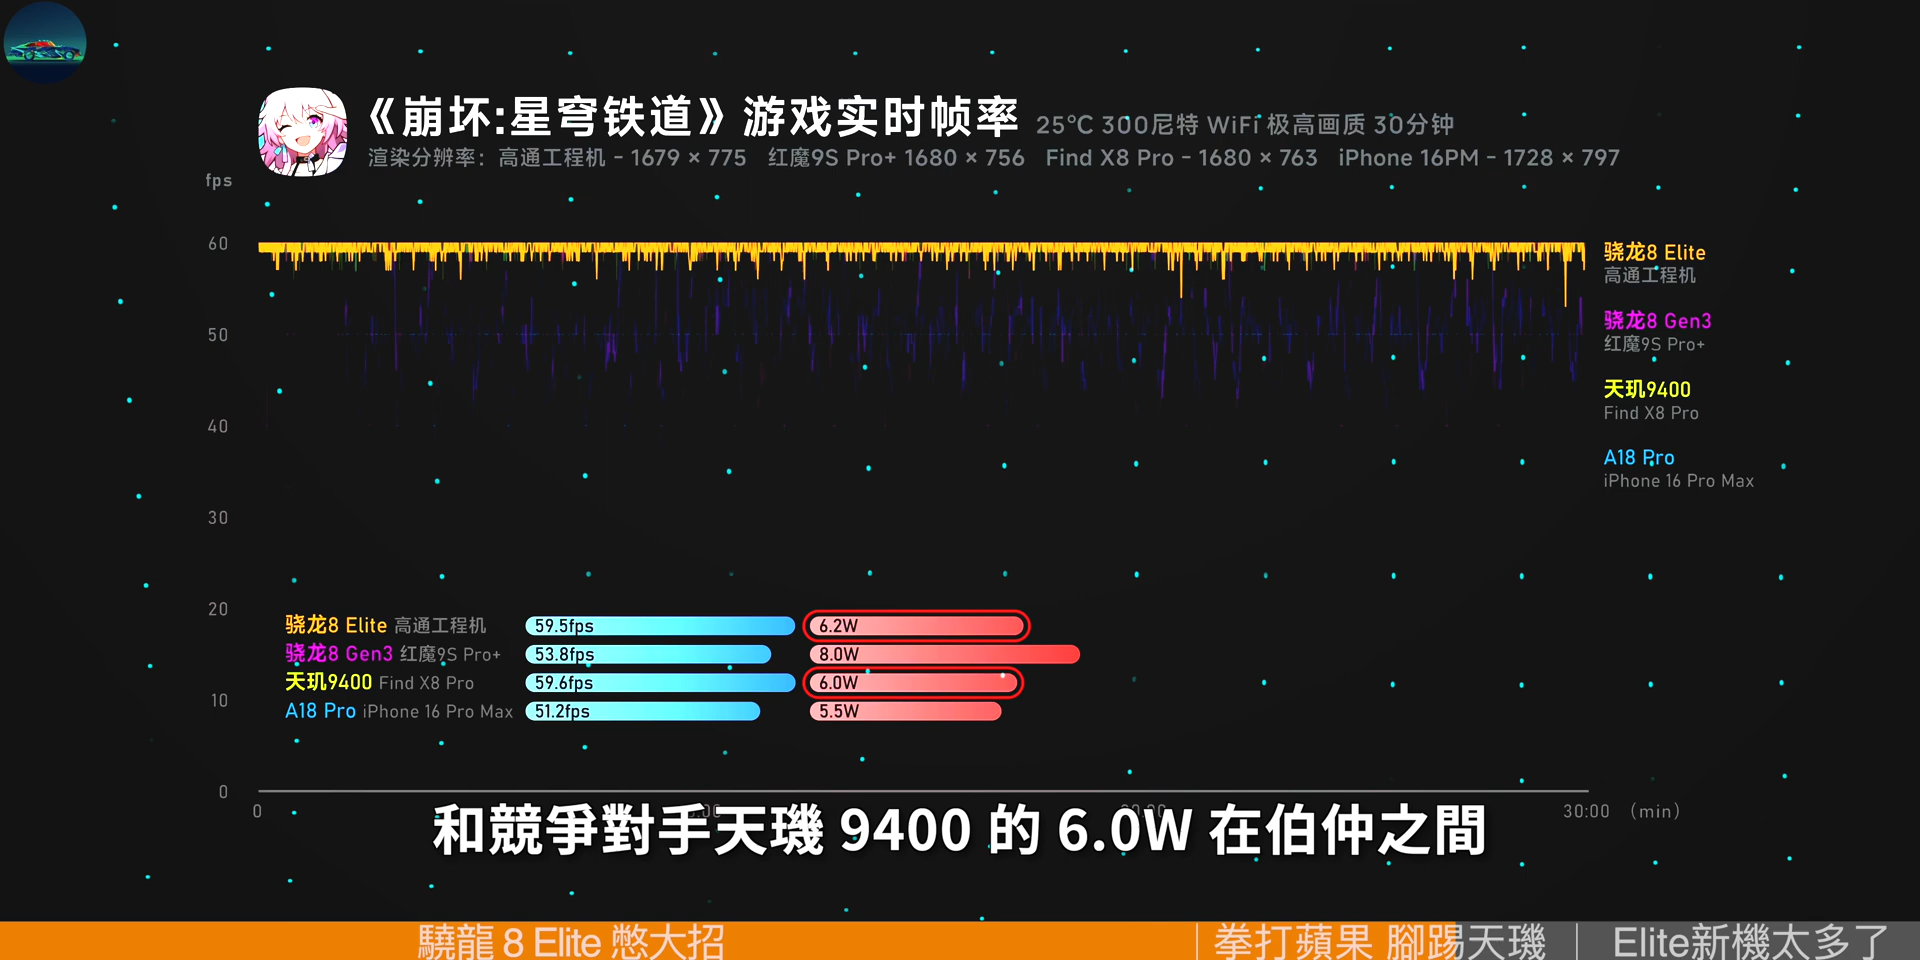 《崩坏:星穹铁道》游戏实时帧率 25℃ 300尼特 WiFi 极高画质 30分钟
渲染分辨率：高通工程机 - 1679 × 775 红魔9S Pro+ 1680 × 756 Find X8 Pro - 1680 × 763 iPhone 16PM - 1728 × 797
fps
60
50
40
30
20
10
0
骁龙8 Elite
高通工程机
骁龙8 Gen3
红魔9S Pro+
天玑9400
Find X8 Pro
A18 Pro
iPhone 16 Pro Max
骁龙8 Elite 高通工程机 59.5fps 6.2W
骁龙8 Gen3 红魔9S Pro+ 53.8fps 8.0W
天玑9400 Find X8 Pro 59.6fps 6.0W
A18 Pro iPhone 16 Pro Max 51.2fps 5.5W
0 30:00 (min)
和競爭對手天璣 9400 的 6.0W 在伯仲之間
驍龍 8 Elite 憋大招 拳打蘋果 腳踢天璣 Elite新機太多了